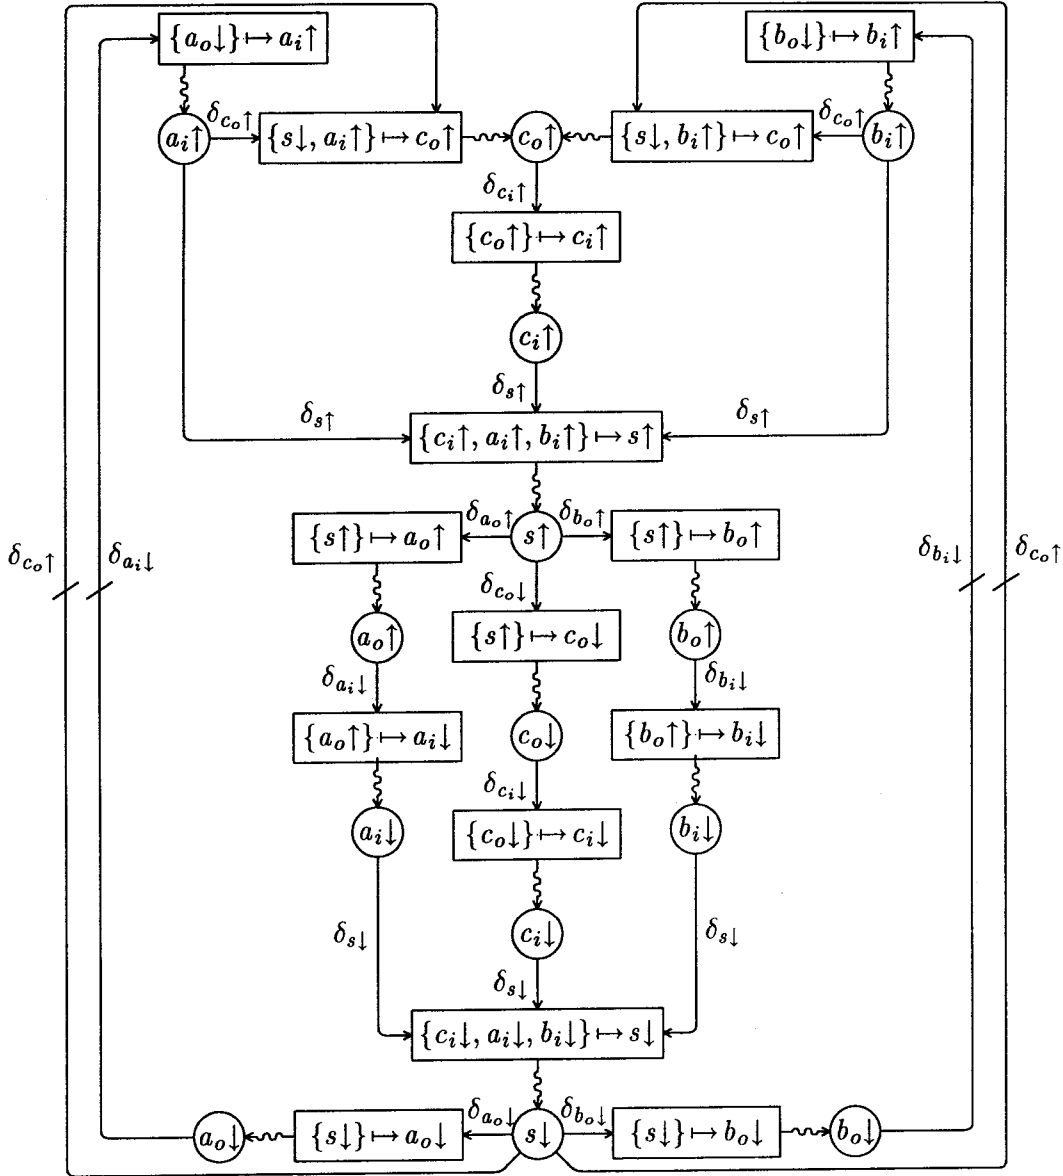 {a_o↓} ↦ a_i↑ {b_o↓} ↦ b_i↑
a_i↑ δ_{c_o↑} {s↓, a_i↑} ↦ c_o↑ c_o↑ {s↓, b_i↑} ↦ c_o↑ δ_{c_o↑} b_i↑
δ_{c_i↑}
{c_o↑} ↦ c_i↑
c_i↑
δ_{s↑} δ_{s↑} δ_{s↑}
{c_i↑, a_i↑, b_i↑} ↦ s↑
{s↑} ↦ a_o↑ δ_{a_o↑} s↑ δ_{b_o↑} {s↑} ↦ b_o↑
δ_{c_o↑} δ_{a_i↓} δ_{c_o↓} δ_{b_i↓} δ_{c_o↑}
a_o↑ {s↑} ↦ c_o↓ b_o↑
δ_{a_i↓} δ_{b_i↓}
{a_o↑} ↦ a_i↓ c_o↓ {b_o↑} ↦ b_i↓
δ_{c_i↓}
a_i↓ {c_o↓} ↦ c_i↓ b_i↓
δ_{s↓} c_i↓ δ_{s↓}
δ_{s↓}
{c_i↓, a_i↓, b_i↓} ↦ s↓
a_o↓ {s↓} ↦ a_o↓ δ_{a_o↓} s↓ δ_{b_o↓} {s↓} ↦ b_o↓ b_o↓